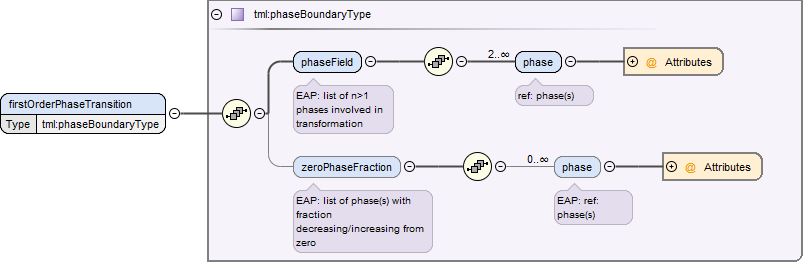 tml:phaseBoundaryType
phaseField
2..∞
phase
@ Attributes
EAP: list of n>1
phases involved in
transformation
ref: phase(s)
firstOrderPhaseTransition
Type tml:phaseBoundaryType
zeroPhaseFraction
0..∞
phase
@ Attributes
EAP: list of phase(s) with
fraction
decreasing/increasing from
zero
EAP: ref:
phase(s)